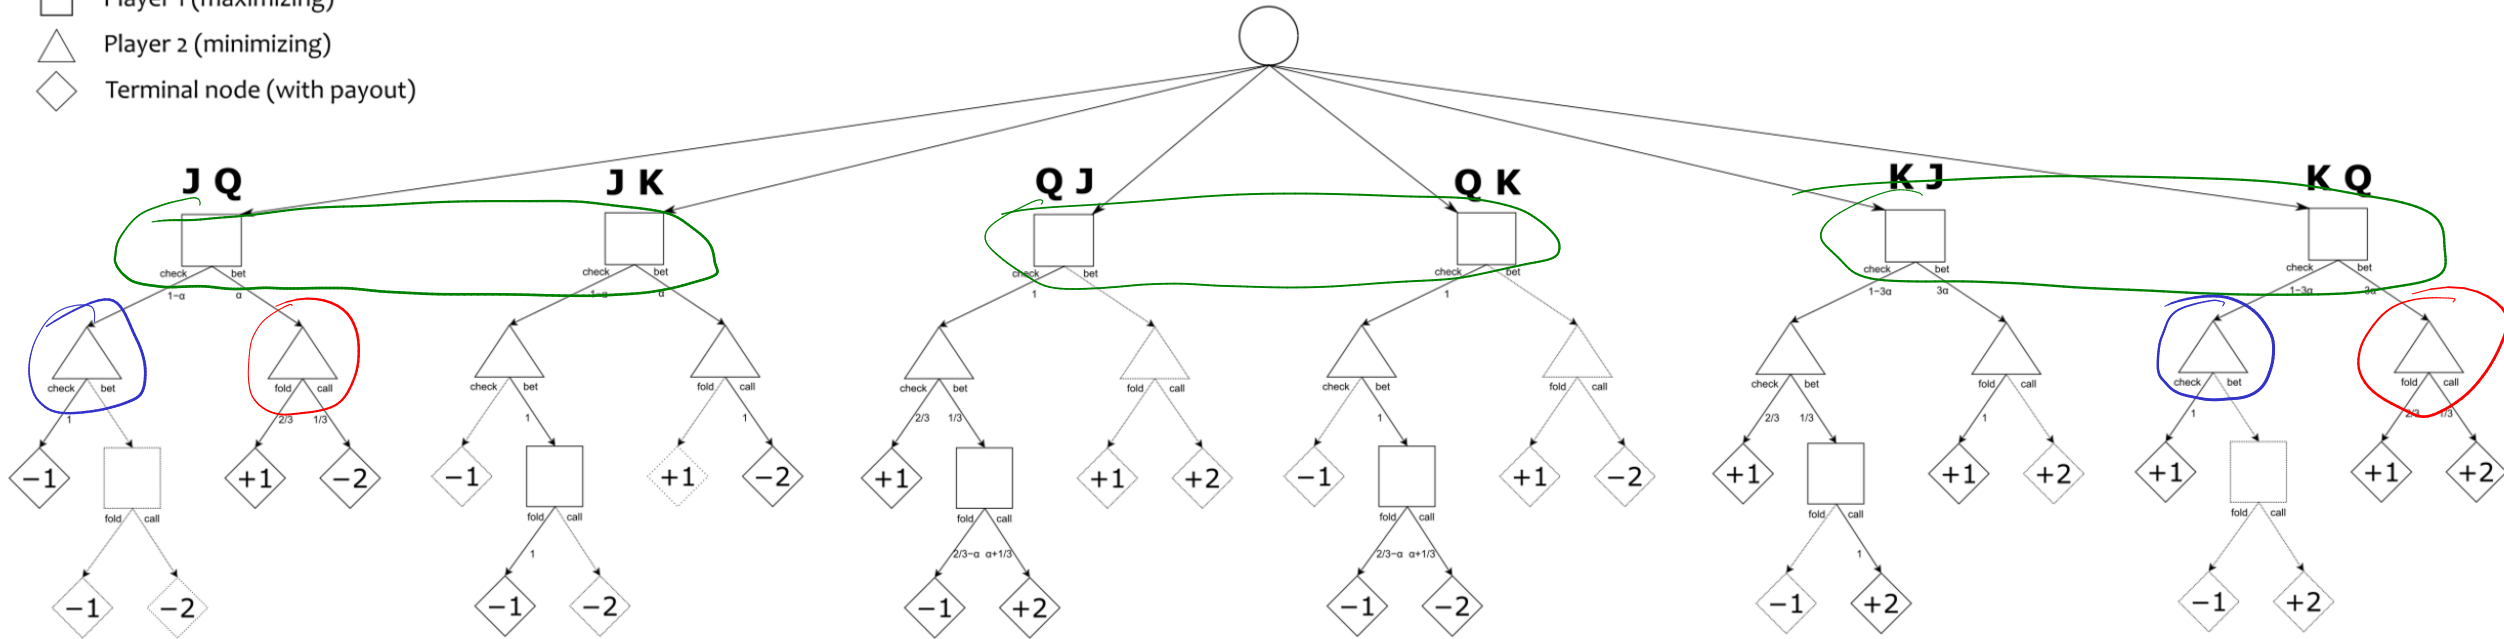 Player 1 (maximizing)
Player 2 (minimizing)
Terminal node (with payout)
J Q
J K
Q J
Q K
K J
K Q
check bet check bet check bet check bet check bet check bet
1−α α 1−α α 1 1 1−3α 3α 1−3α 3α
check bet fold call check bet fold call check bet fold call check bet fold call check bet fold call check bet fold call
1 2/3 1/3 1 1 2/3 1/3 1 2/3 1/3 1 1 2/3 1/3
−1 +1 −2 −1 +1 −2 +1 +1 +2 −1 +1 −2 +1 +1 +2 +1 +1 +2
fold call fold call fold call fold call fold call fold call
1 2/3−α α+1/3 2/3−α α+1/3 1
−1 −2 −1 −2 −1 +2 −1 −2 −1 +2 −1 +2